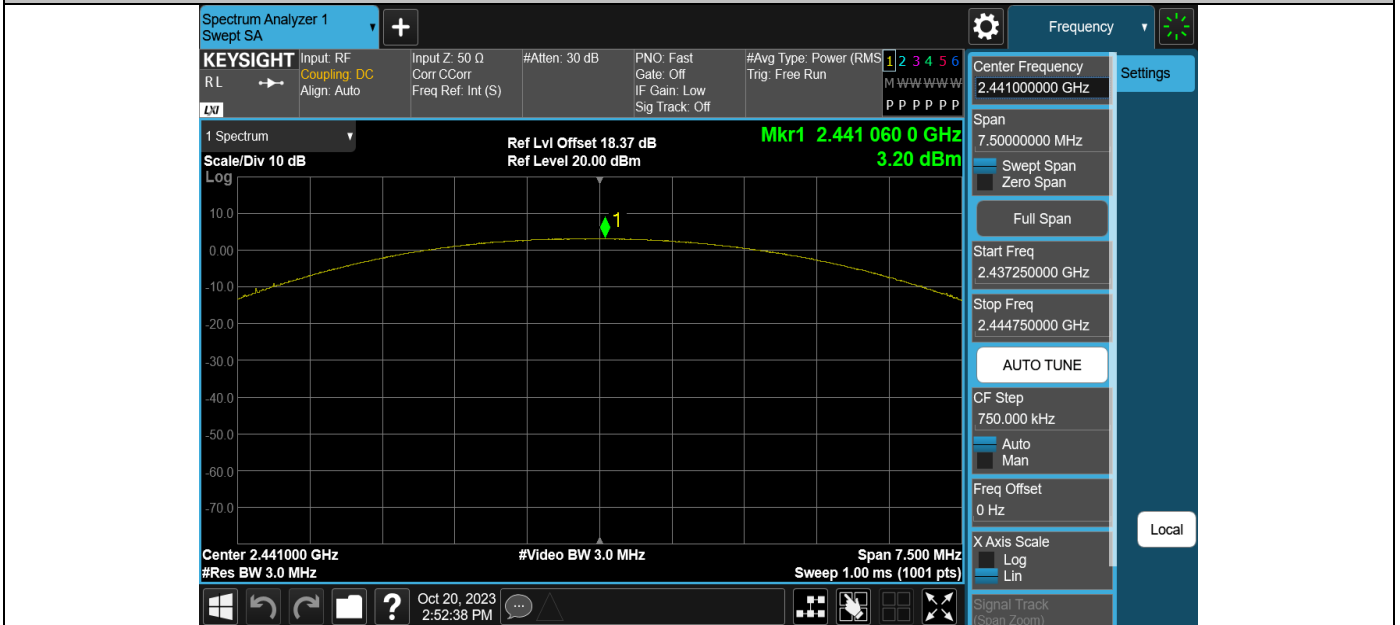 Spectrum Analyzer 1
Swept SA
+
Frequency
KEYSIGHT
R L
LXI
Input: RF
Coupling: DC
Align: Auto
Input Z: 50 Ω
Corr CCorr
Freq Ref: Int (S)
#Atten: 30 dB
PNO: Fast
Gate: Off
IF Gain: Low
Sig Track: Off
#Avg Type: Power (RMS
Trig: Free Run
1 2 3 4 5 6
M W W W W W
P P P P P P
1 Spectrum
Scale/Div 10 dB
Log
Ref Lvl Offset 18.37 dB
Ref Level 20.00 dBm
Mkr1 2.441 060 0 GHz
3.20 dBm
1
10.0
0.00
-10.0
-20.0
-30.0
-40.0
-50.0
-60.0
-70.0
Center 2.441000 GHz
#Video BW 3.0 MHz
Span 7.500 MHz
#Res BW 3.0 MHz
Sweep 1.00 ms (1001 pts)
?
Oct 20, 2023
2:52:38 PM
Center Frequency
2.441000000 GHz
Span
7.50000000 MHz
Swept Span
Zero Span
Full Span
Start Freq
2.437250000 GHz
Stop Freq
2.444750000 GHz
AUTO TUNE
CF Step
750.000 kHz
Auto
Man
Freq Offset
0 Hz
X Axis Scale
Log
Lin
Signal Track
(Span Zoom)
Settings
Local